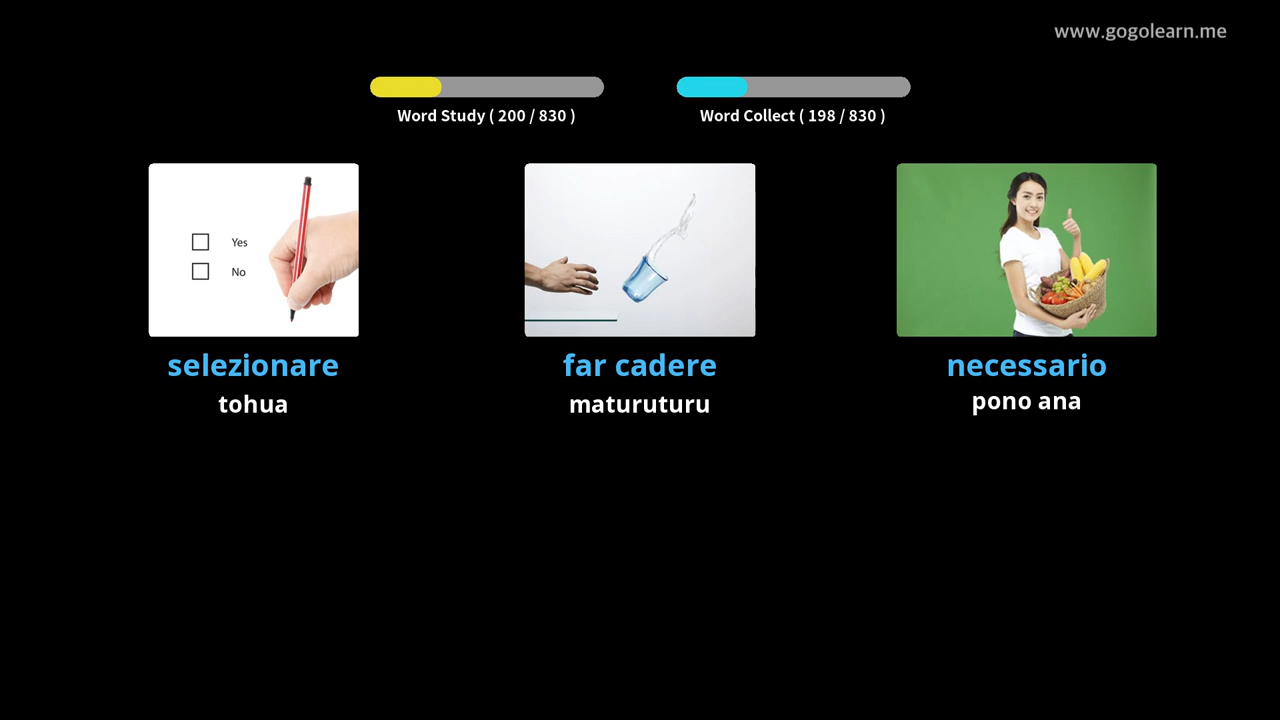 www.gogolearn.me
Word Study ( 200 / 830 )
Word Collect ( 198 / 830 )
Yes
No
selezionare
tohua
far cadere
maturuturu
necessario
pono ana